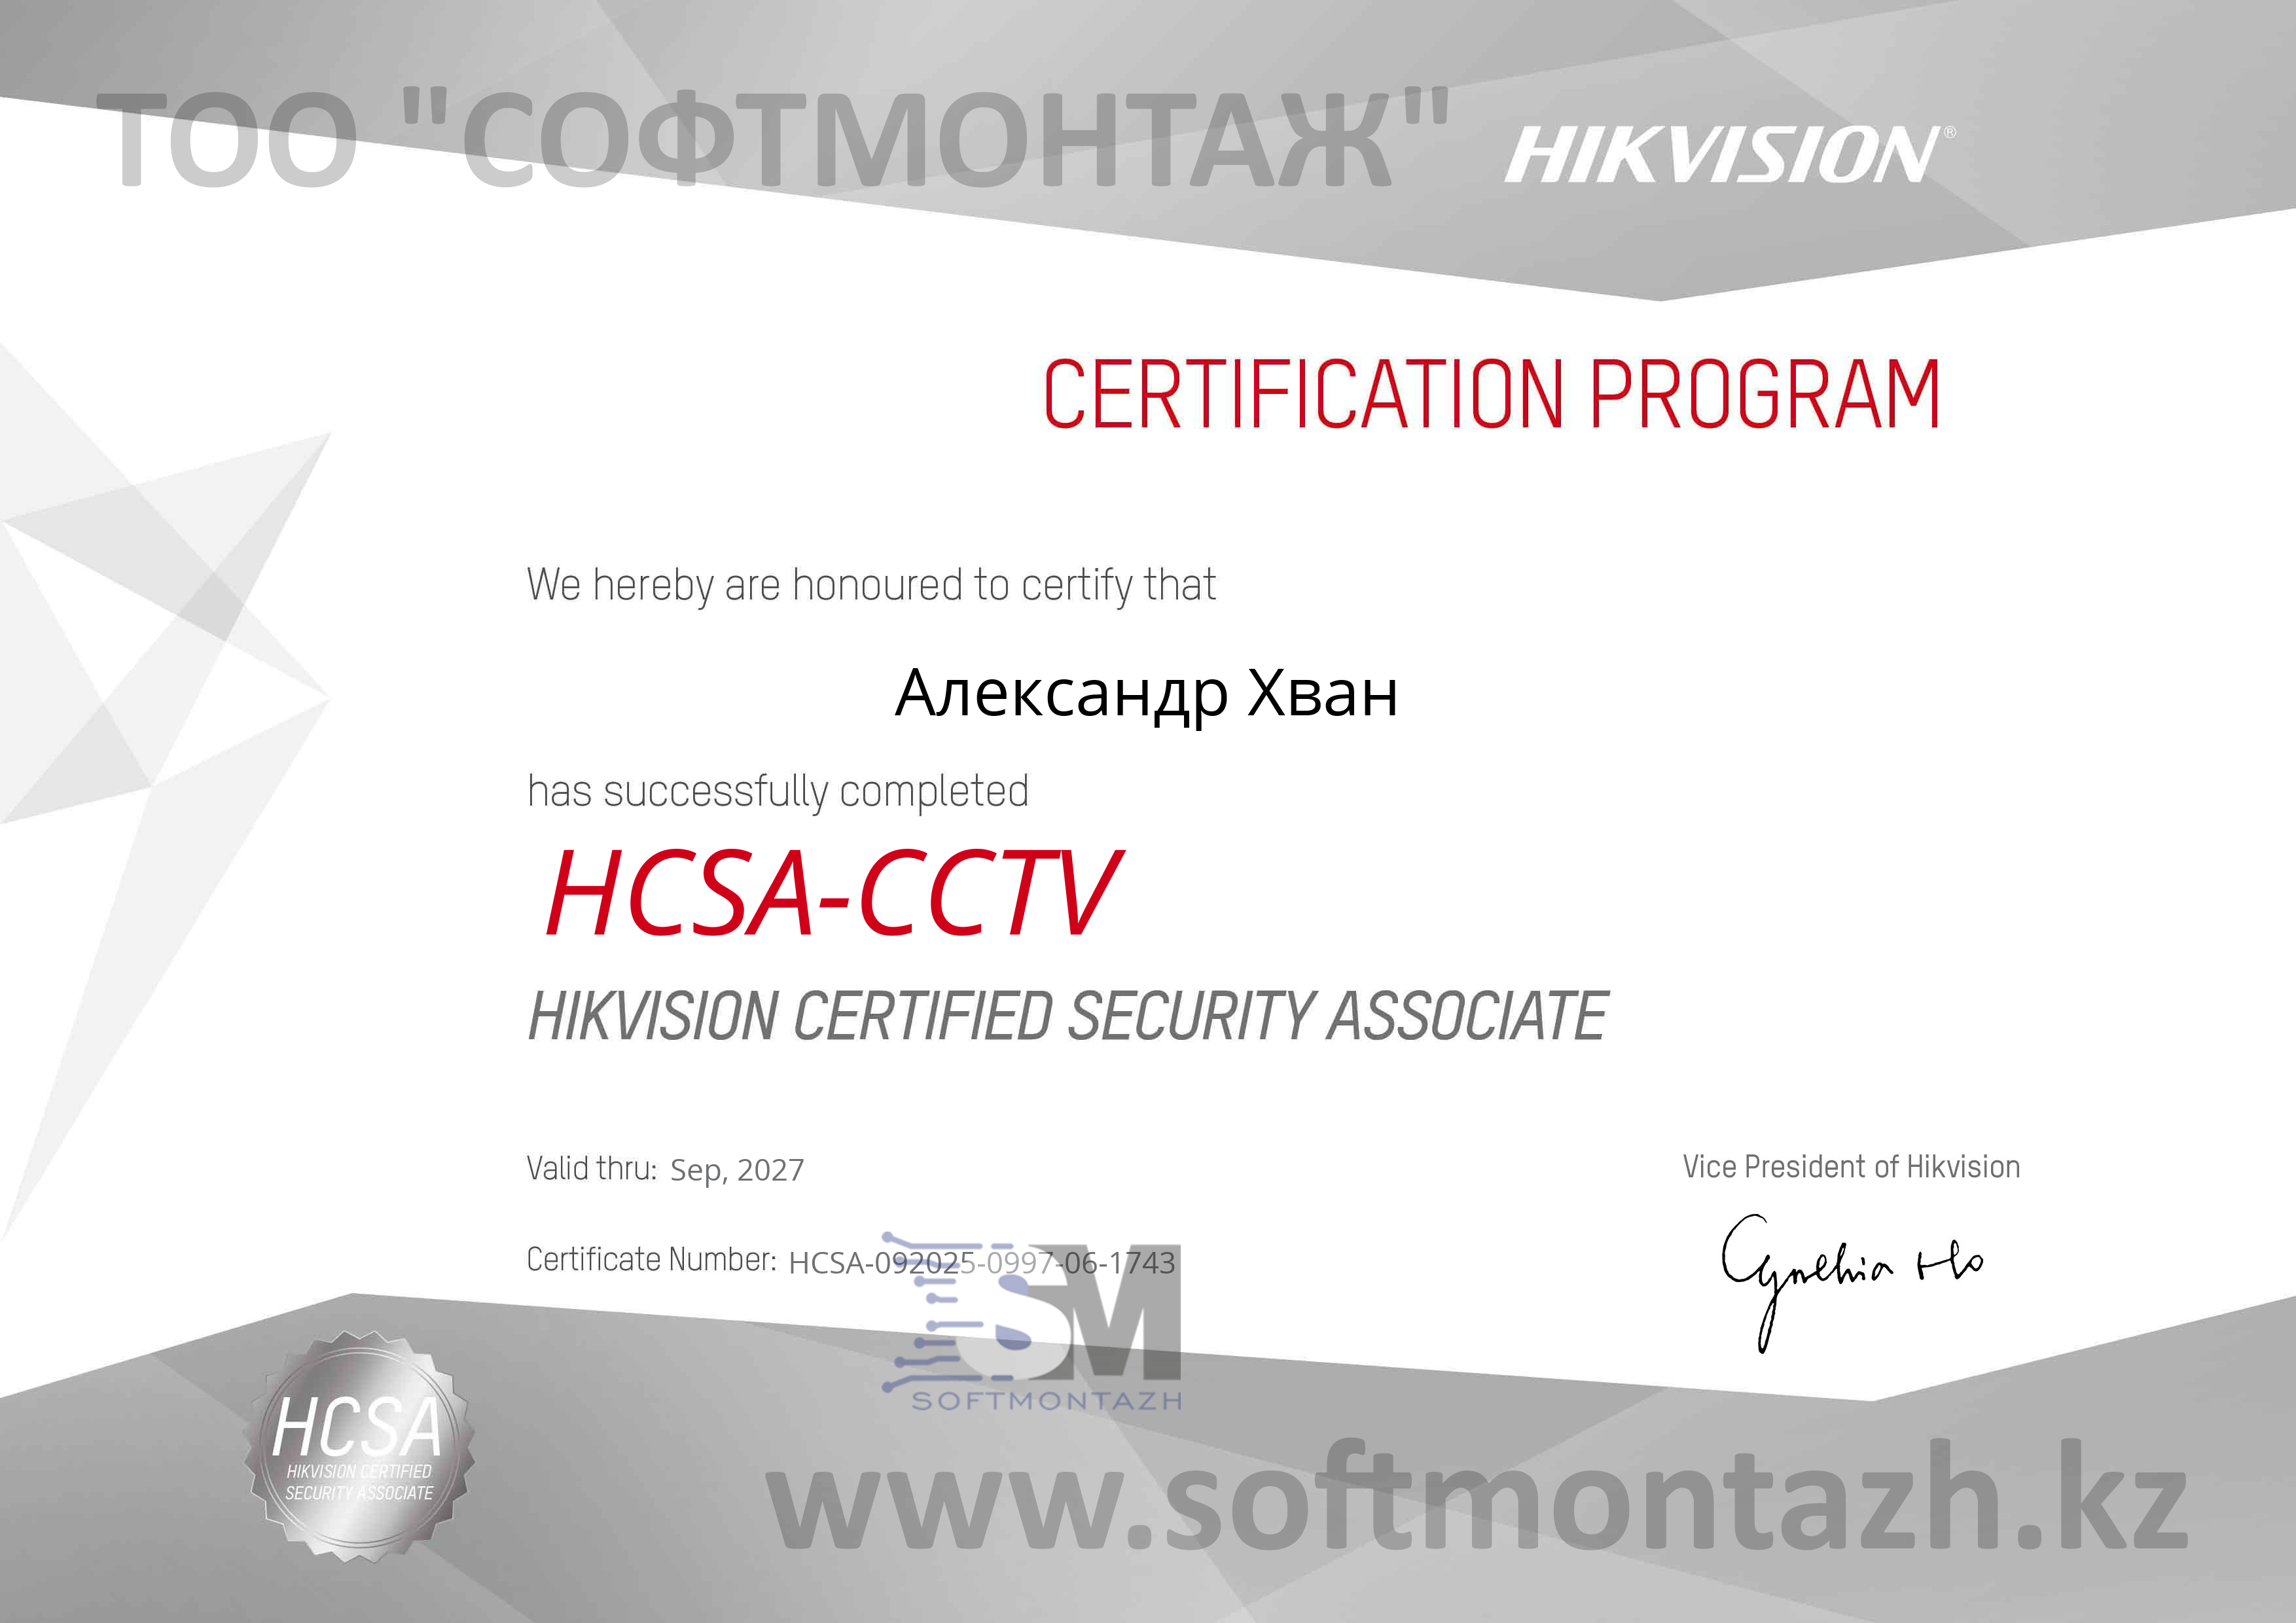 ТОО "СОФТМОНТАЖ"
HIKVISION®
CERTIFICATION PROGRAM
We hereby are honoured to certify that
Александр Хван
has successfully completed
HCSA-CCTV
HIKVISION CERTIFIED SECURITY ASSOCIATE
Valid thru: Sep, 2027
Vice President of Hikvision
Certificate Number: HCSA-092025-0997-06-1743
Cynthia Ho
SM
SOFTMONTAZH
HCSA
HIKVISION CERTIFIED
SECURITY ASSOCIATE
www.softmontazh.kz